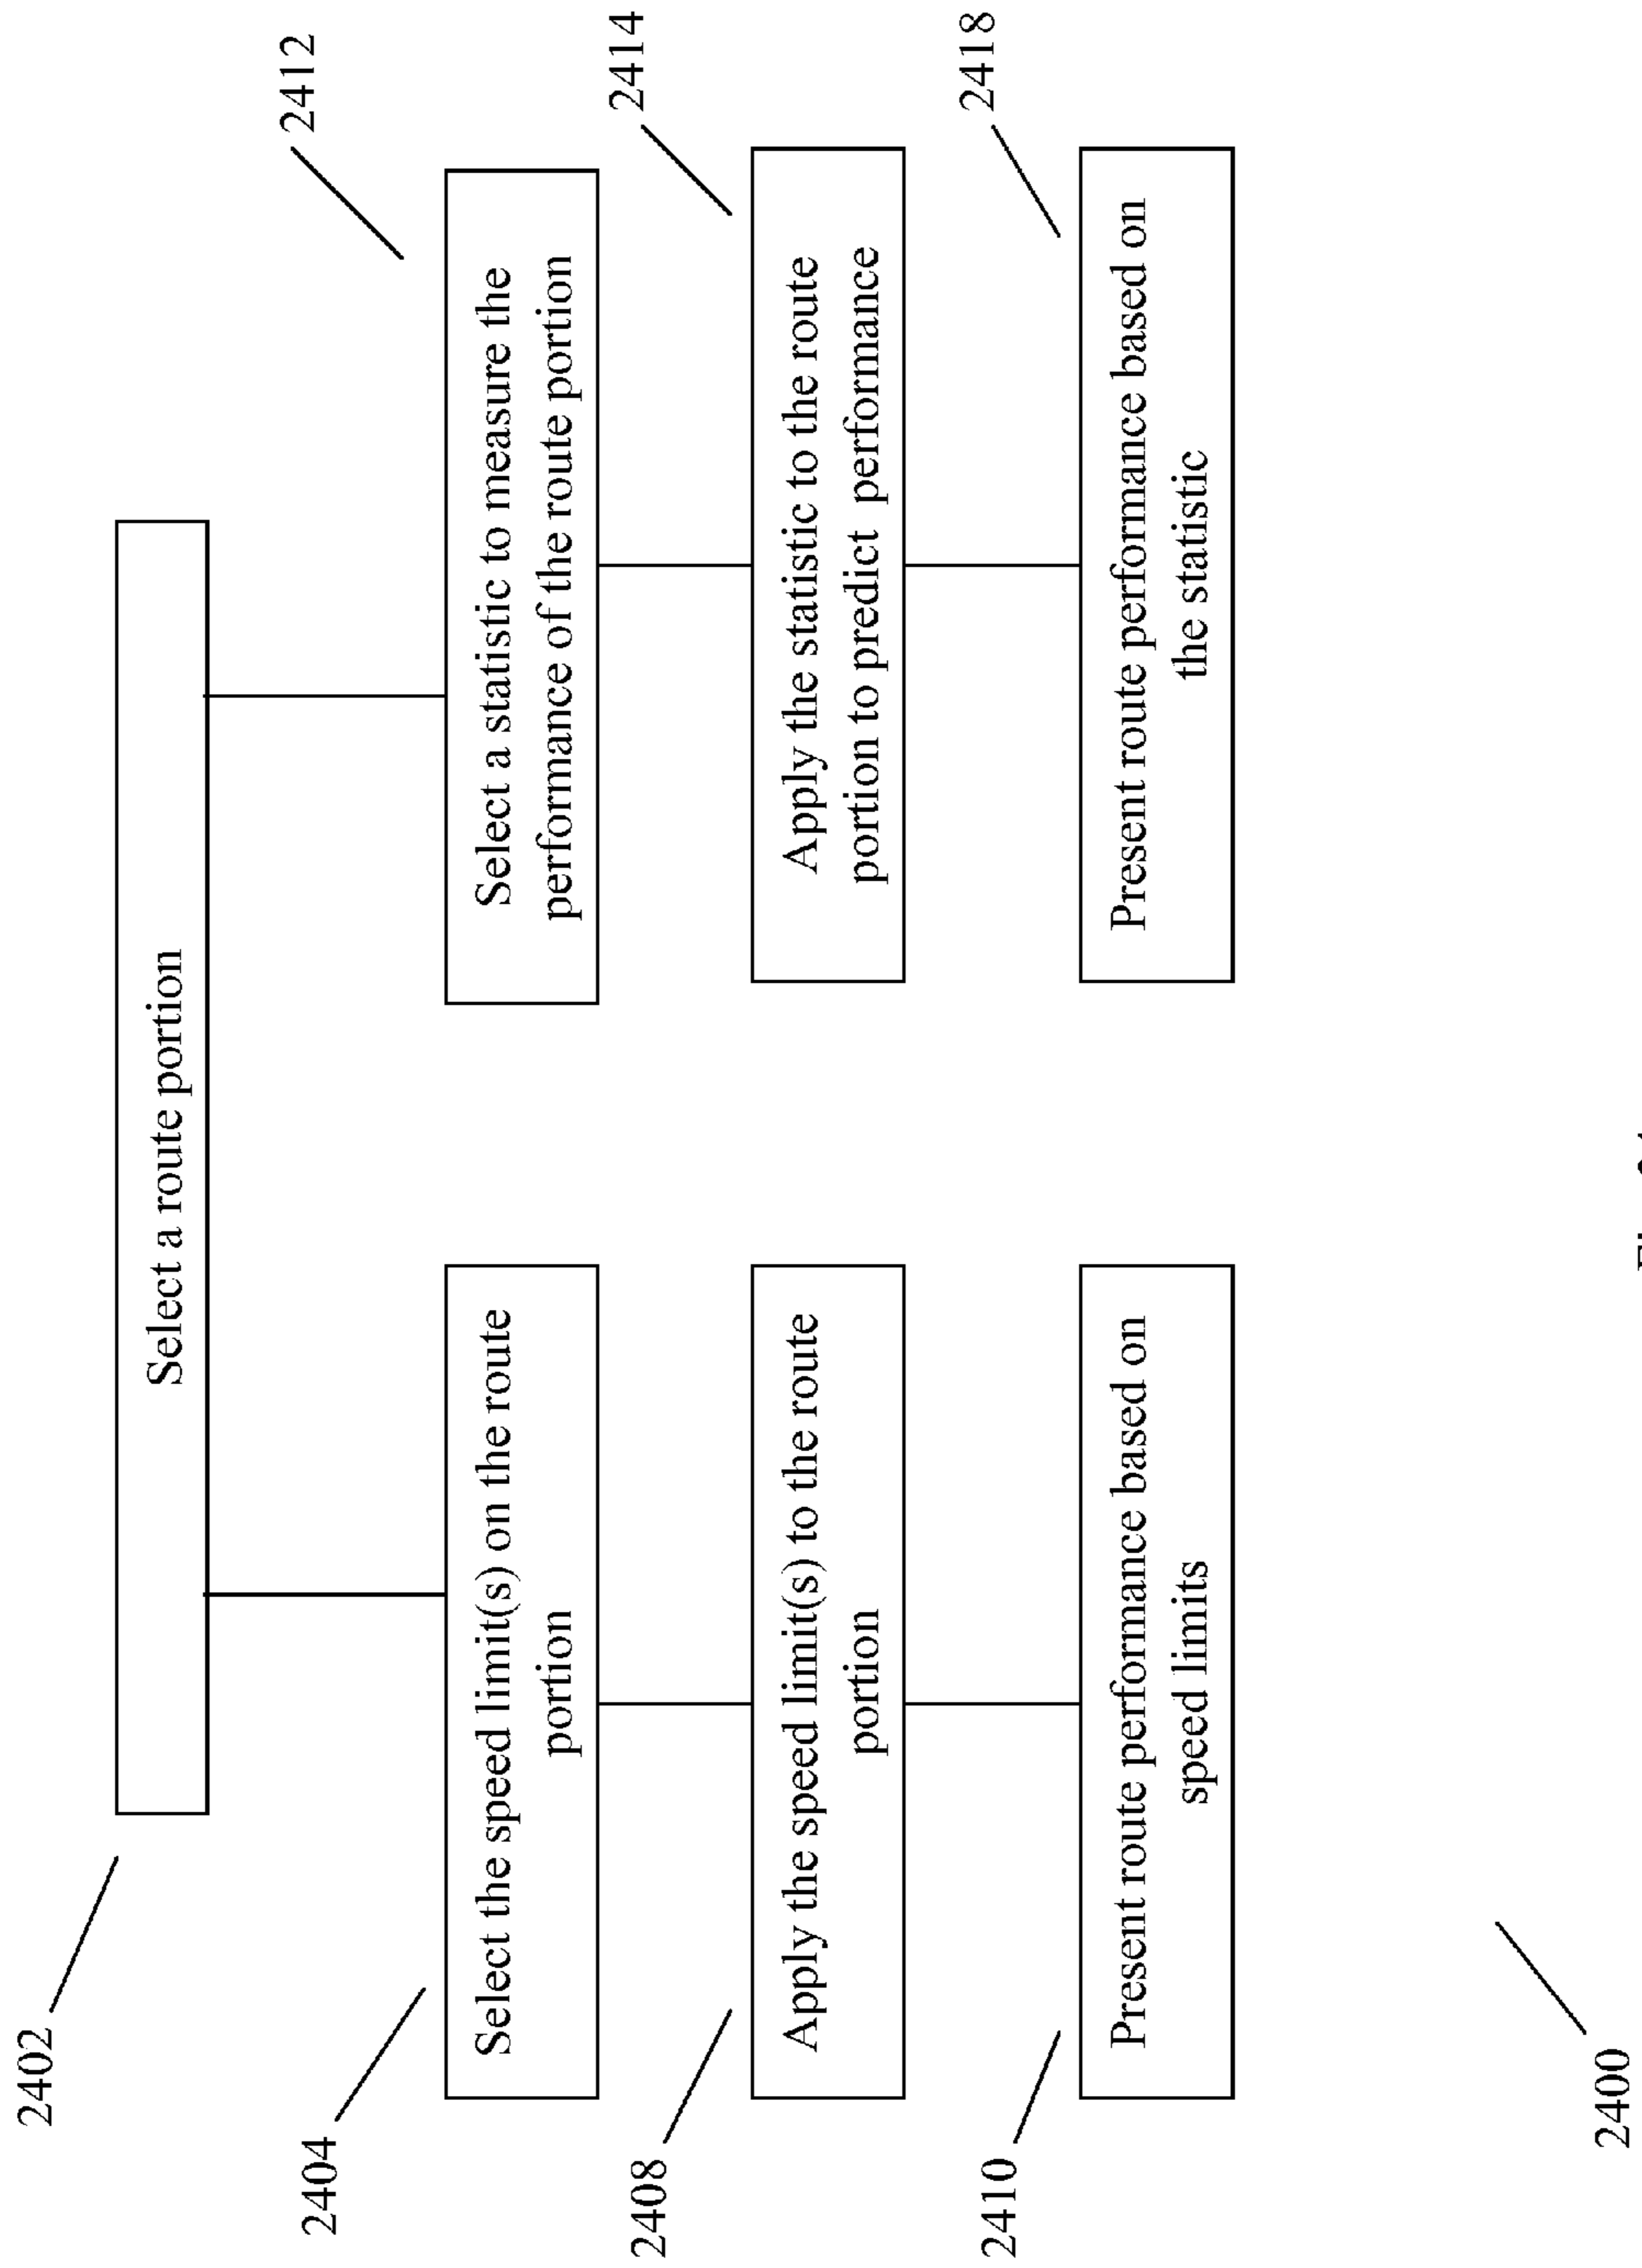 2402
Select a route portion
2404
Select the speed limit(s) on the route
portion
2412
Select a statistic to measure the
performance of the route portion
2408
Apply the speed limit(s) to the route
portion
2414
Apply the statistic to the route
portion to predict performance
2410
Present route performance based on
speed limits
2418
Present route performance based on
the statistic
2400